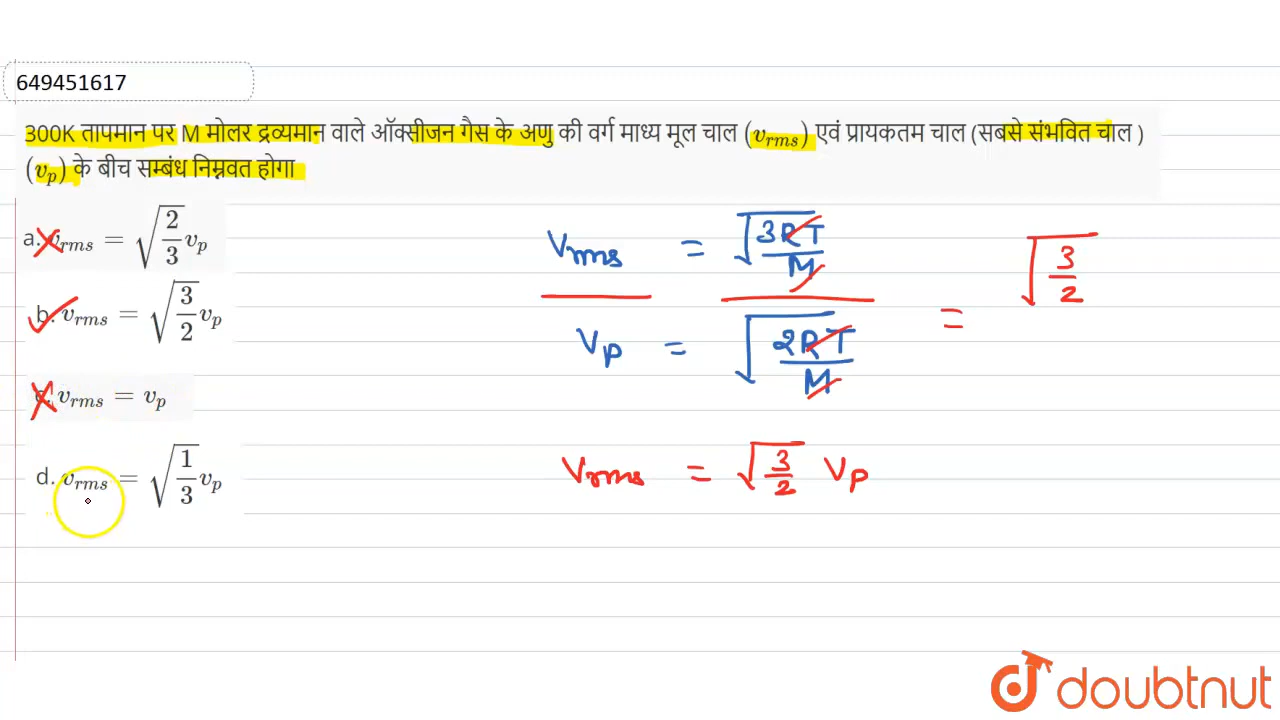 649451617
300K तापमान पर M मोलर द्रव्यमान वाले ऑक्सीजन गैस के अणु की वर्ग माध्य मूल चाल (v_rms) एवं प्रायकतम चाल (सबसे संभवित चाल )
(v_p) के बीच सम्बंध निम्नवत होगा
a. v_rms = √(2/3) v_p
b. v_rms = √(3/2) v_p
c. v_rms = v_p
d. v_rms = √(1/3) v_p
V_rms = √(3RT/M)
V_p = √(2RT/M)
= √(3/2)
V_rms = √(3/2) V_p
doubtnut